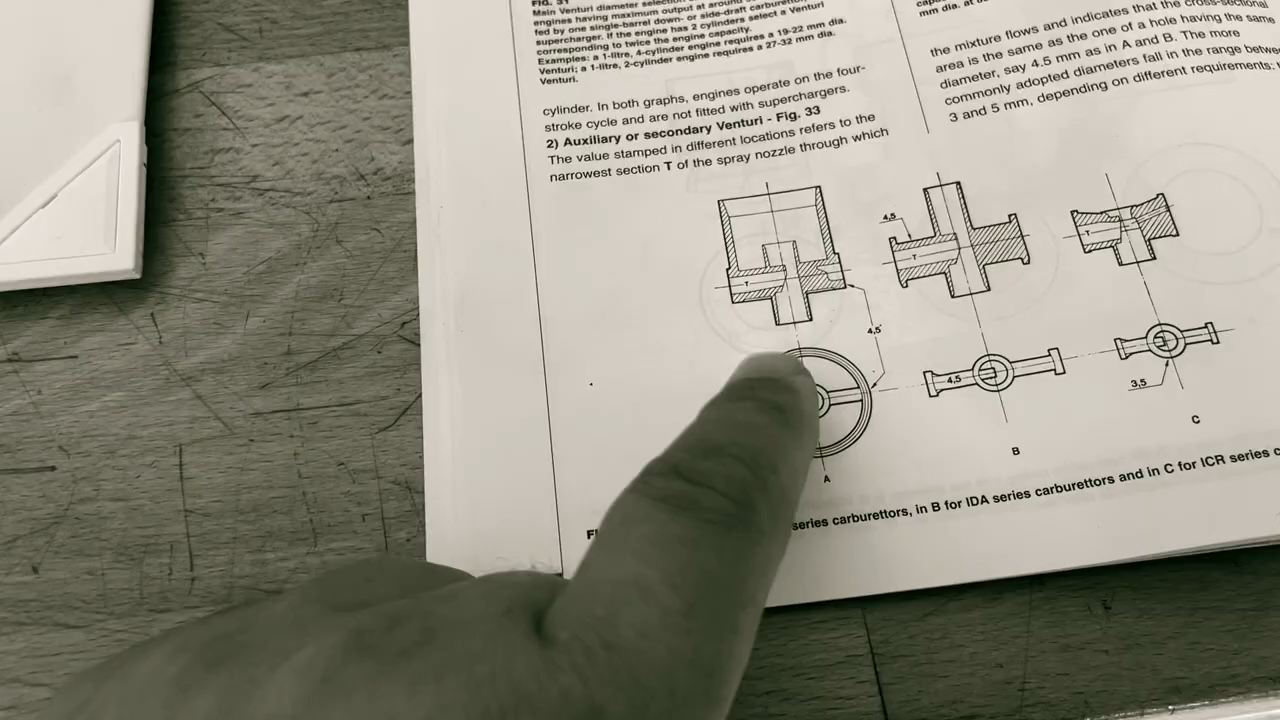 FIG. 31
Main Venturi diameter selection
engines having maximum output at around
fed by one single-barrel down- or side-draft carburettor
supercharger. If the engine has 2 cylinders select a Venturi
corresponding to twice the engine capacity.
Examples: a 1-litre, 4-cylinder engine requires a 19-22 mm dia.
Venturi; a 1-litre, 2-cylinder engine requires a 27-32 mm dia.
Venturi.
cylinder. In both graphs, engines operate on the four-
stroke cycle and are not fitted with superchargers.
2) Auxiliary or secondary Venturi - Fig. 33
The value stamped in different locations refers to the
narrowest section T of the spray nozzle through which
mm dia. at
the mixture flows and indicates that the cross-sectional
area is the same as the one of a hole having the same
diameter, say 4.5 mm as in A and B. The more
commonly adopted diameters fall in the range between
3 and 5 mm, depending on different requirements:
T
4,5
A
4,5
T
4,5
B
T
3,5
C
series carburettors, in B for IDA series carburettors and in C for ICR series